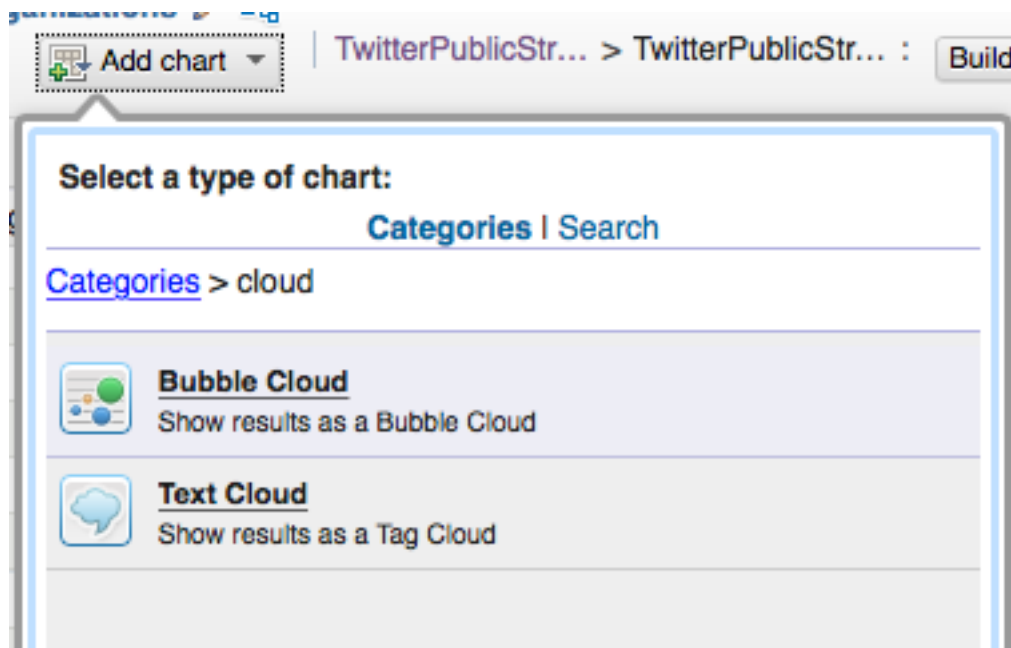 Add chart
TwitterPublicStr... > TwitterPublicStr... :
Build
Select a type of chart:
Categories | Search
Categories > cloud
Bubble Cloud
Show results as a Bubble Cloud
Text Cloud
Show results as a Tag Cloud